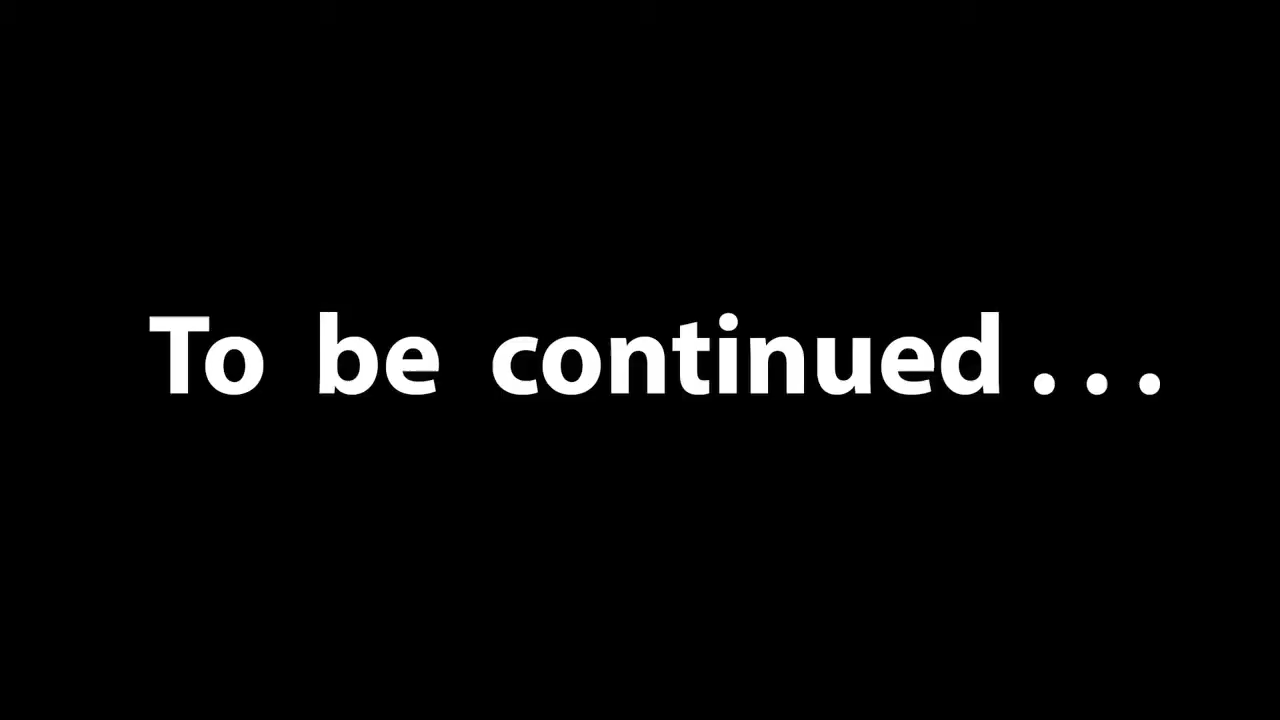 To be continued . . .